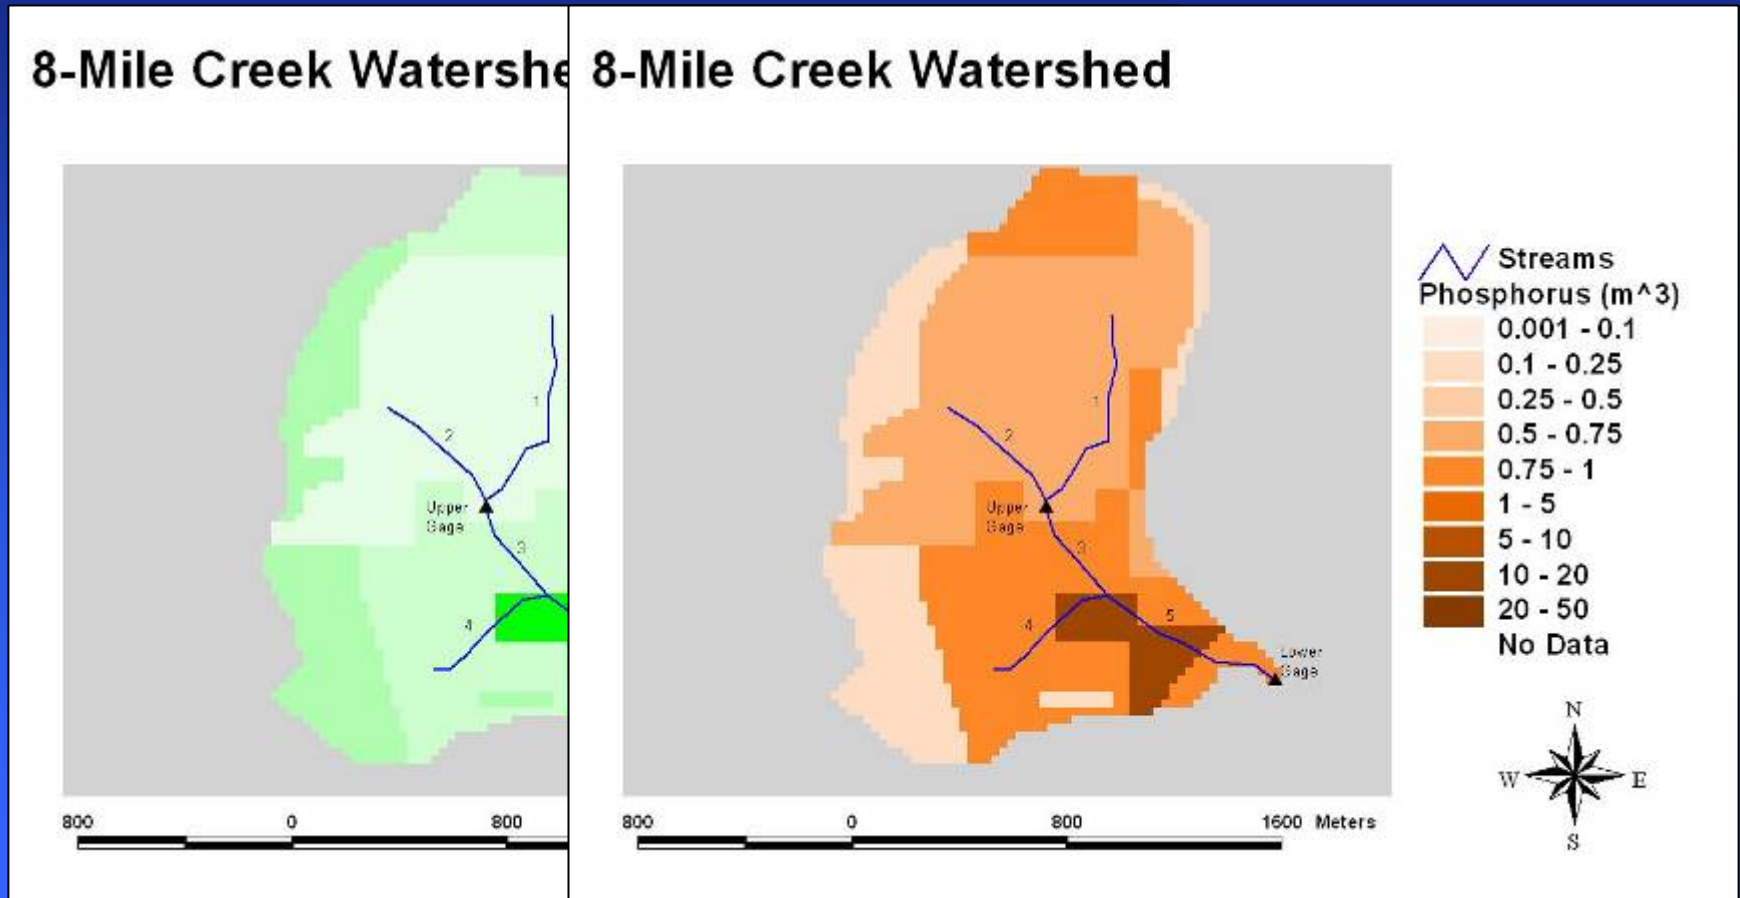 8-Mile Creek Watershe
1
2
Upper
Gage
3
4
800 0 800
8-Mile Creek Watershed
1
2
Upper
Gage
3
4
5
Lower
Gage
800 0 800 1600 Meters
Streams
Phosphorus (m^3)
0.001 - 0.1
0.1 - 0.25
0.25 - 0.5
0.5 - 0.75
0.75 - 1
1 - 5
5 - 10
10 - 20
20 - 50
No Data
N
W E
S